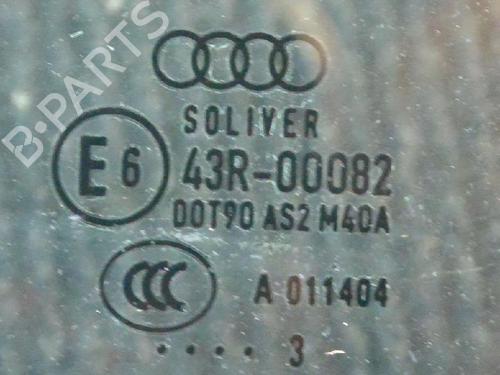 B-PARTS
SOLIVER
E6 43R-00082
DOT90 AS2 M40A
CCC A 011404
···· 3